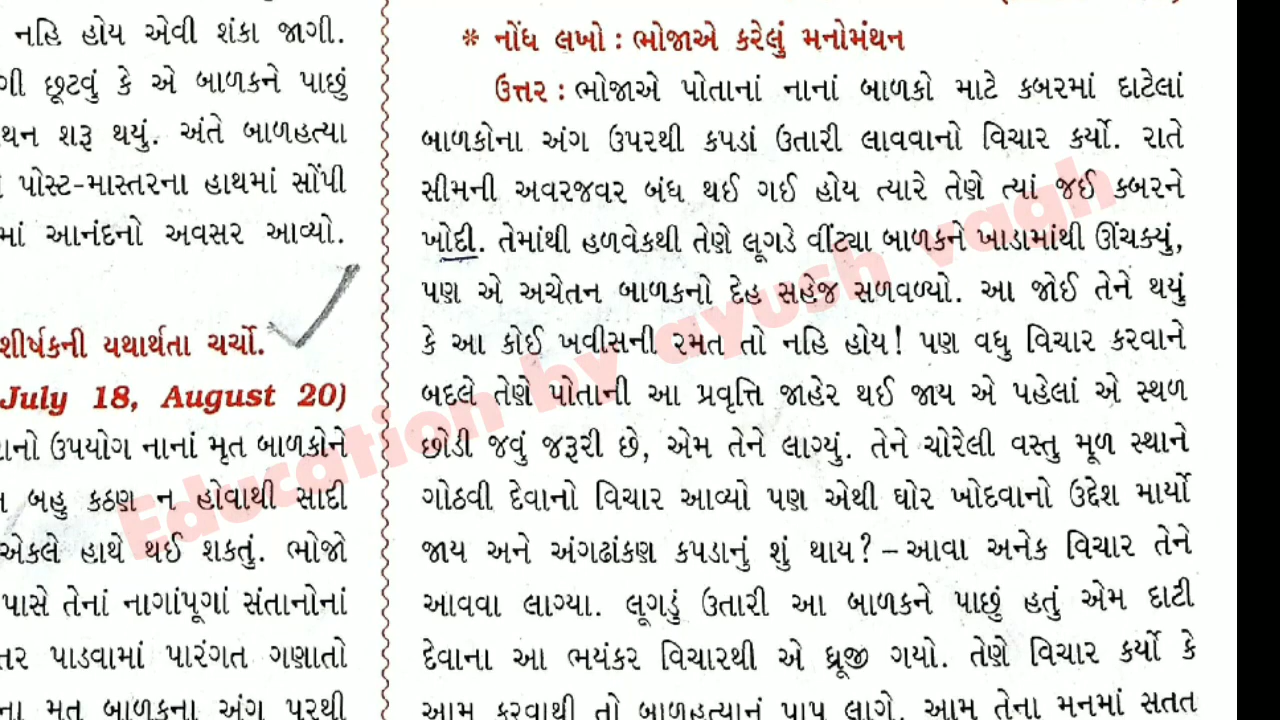 નહિ હોય એવી શંકા જાગી.
છૂટવું કે એ બાળકને પાછું
શરૂ થયું. અંતે બાળહત્યા
પોસ્ટ-માસ્તરના હાથમાં સોંપી
આનંદનો અવસર આવ્યો.
શીર્ષકની યથાર્થતા ચર્ચો.
July 18, August 20)
ઉપયોગ નાનાં મૃત બાળકોને
બહુ કઠણ ન હોવાથી સાદી
એકલે હાથે થઈ શકતું. ભોજો
પાસે તેનાં નાગાંપૂગાં સંતાનોનાં
પાડવામાં પારંગત ગણાતો
મૃત બાળકના અંગ પરથી
* નોંધ લખો : ભોજાએ કરેલું મનોમંથન
ઉત્તર : ભોજાએ પોતાનાં નાનાં બાળકો માટે કબરમાં દાટેલાં
બાળકોના અંગ ઉપરથી કપડાં ઉતારી લાવવાનો વિચાર કર્યો. રાતે
સીમની અવરજવર બંધ થઈ ગઈ હોય ત્યારે તેણે ત્યાં જઈ કબરને
ખોદી. તેમાંથી હળવેકથી તેણે લૂગડે વીંટ્યા બાળકને ખાડામાંથી ઊંચક્યું,
પણ એ અચેતન બાળકનો દેહ સહેજ સળવળ્યો. આ જોઈ તેને થયું
કે આ કોઈ ખવીસની રમત તો નહિ હોય! પણ વધુ વિચાર કરવાને
બદલે તેણે પોતાની આ પ્રવૃત્તિ જાહેર થઈ જાય એ પહેલાં એ સ્થળ
છોડી જવું જરૂરી છે, એમ તેને લાગ્યું. તેને ચોરેલી વસ્તુ મૂળ સ્થાને
ગોઠવી દેવાનો વિચાર આવ્યો પણ એથી ઘોર ખોદવાનો ઉદ્દેશ માર્યો
જાય અને અંગઢાંકણ કપડાનું શું થાય? – આવા અનેક વિચાર તેને
આવવા લાગ્યા. લૂગડું ઉતારી આ બાળકને પાછું હતું એમ દાટી
દેવાના આ ભયંકર વિચારથી એ ધ્રૂજી ગયો. તેણે વિચાર કર્યો કે
આમ કરવાથી તો બાળહત્યાનું પાપ લાગે. આમ તેના મનમાં સતત
Education by ayush vagh